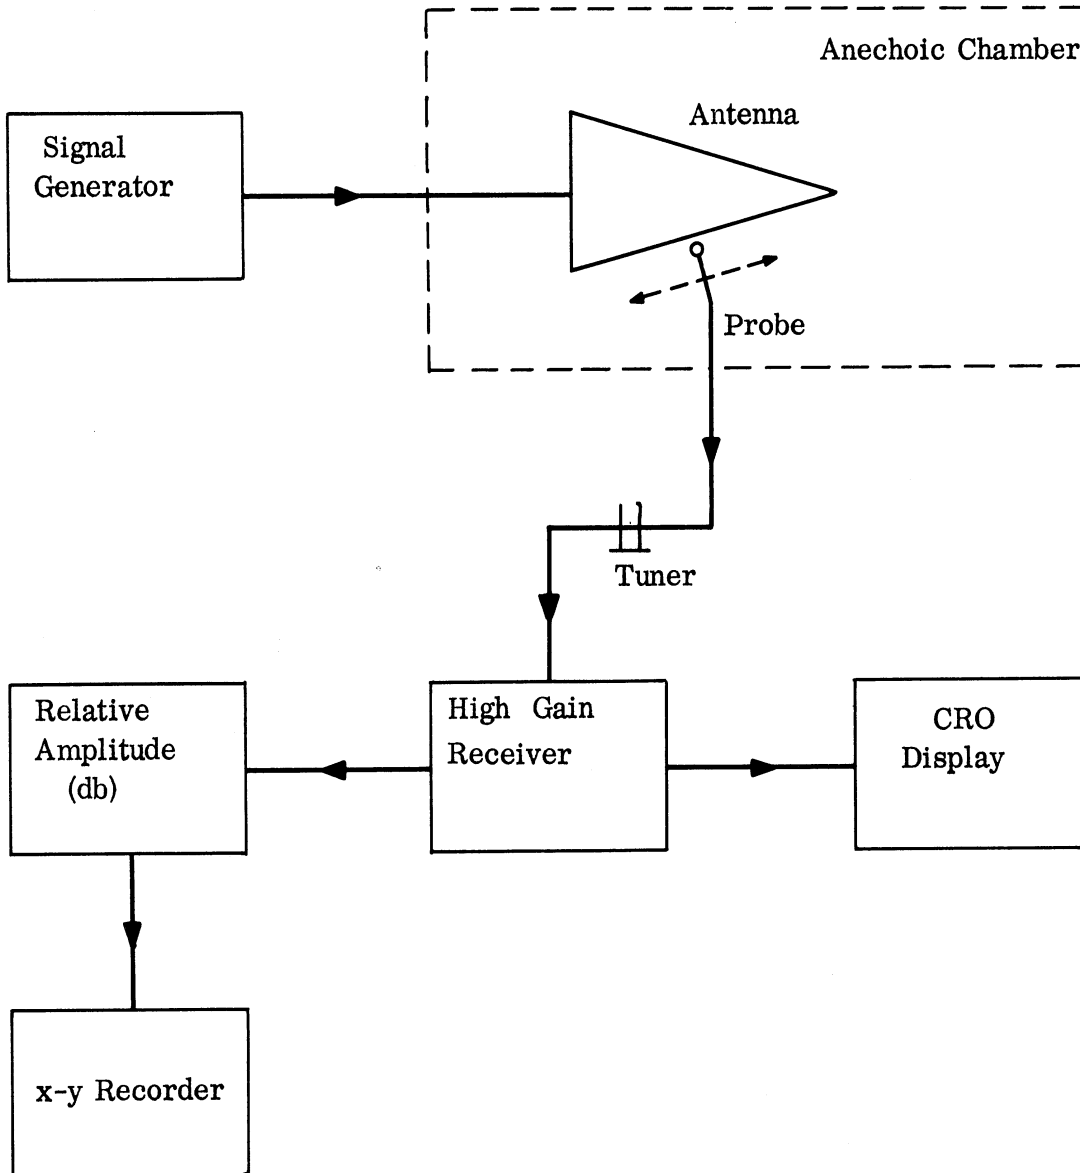 Anechoic Chamber
Antenna
Signal
Generator
Probe
Tuner
Relative
Amplitude
(db)
High Gain
Receiver
CRO
Display
x-y Recorder